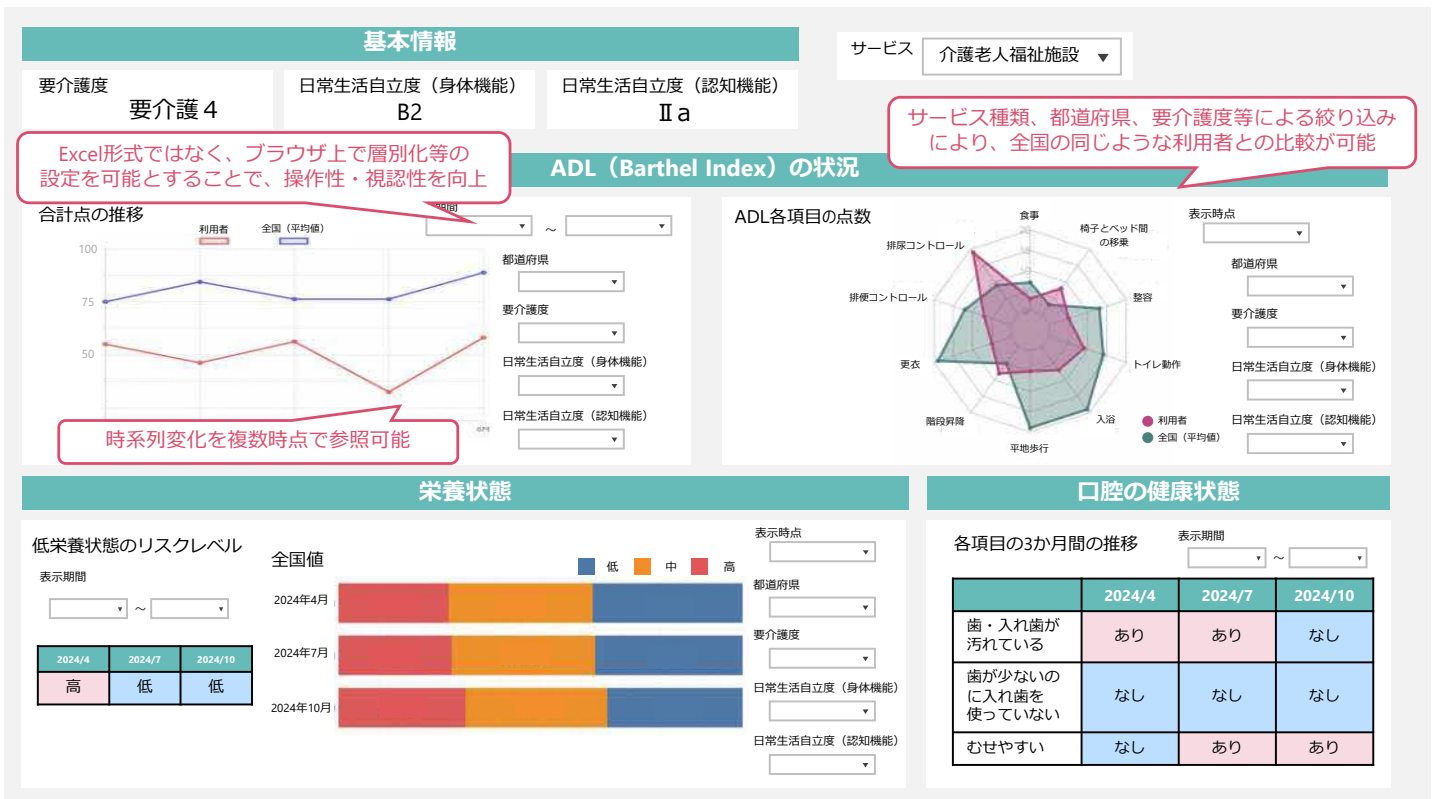 基本情報
サービス
介護老人福祉施設
要介護度
要介護４
日常生活自立度（身体機能）
B2
日常生活自立度（認知機能）
Ⅱa
サービス種類、都道府県、要介護度等による絞り込み
により、全国の同じような利用者との比較が可能
Excel形式ではなく、ブラウザ上で層別化等の
設定を可能とすることで、操作性・視認性を向上
ADL（Barthel Index）の状況
合計点の推移
期間
～
利用者
全国（平均値）
100
75
50
6月
都道府県
要介護度
日常生活自立度（身体機能）
日常生活自立度（認知機能）
時系列変化を複数時点で参照可能
ADL各項目の点数
食事
椅子とベッド間
の移乗
整容
トイレ動作
入浴
平地歩行
階段昇降
更衣
排便コントロール
排尿コントロール
利用者
全国（平均値）
表示時点
都道府県
要介護度
日常生活自立度（身体機能）
日常生活自立度（認知機能）
栄養状態
低栄養状態のリスクレベル
表示期間
～
2024/4 2024/7 2024/10
高 低 低
全国値
低 中 高
2024年4月
2024年7月
2024年10月
表示時点
都道府県
要介護度
日常生活自立度（身体機能）
日常生活自立度（認知機能）
口腔の健康状態
各項目の3か月間の推移
表示期間
～
2024/4 2024/7 2024/10
歯・入れ歯が
汚れている
あり あり なし
歯が少ないの
に入れ歯を
使っていない
なし なし なし
むせやすい なし あり あり